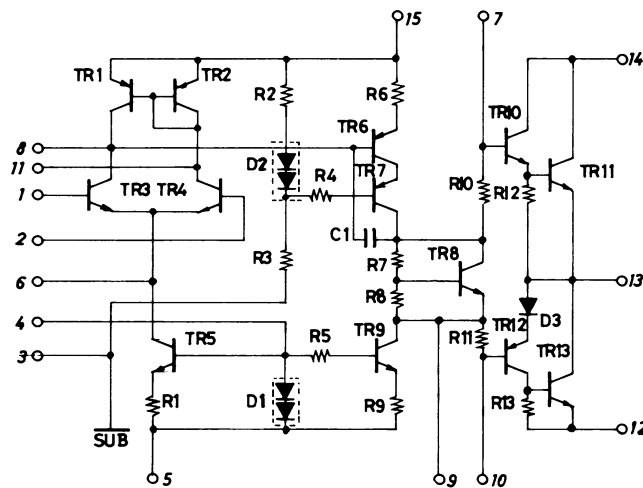 15 7
14
TR1 TR2
R2 R6
TR6 TR10
8
D2 TR7 TR11
11
R4 R10 R12
1 TR3 TR4
2
C1
R3 R7 TR8
6 13
R8
4 D3
R5 TR9 R11 TR12
3 TR5 TR13
D1
R1 R9 R13
SUB 12
5 9 10